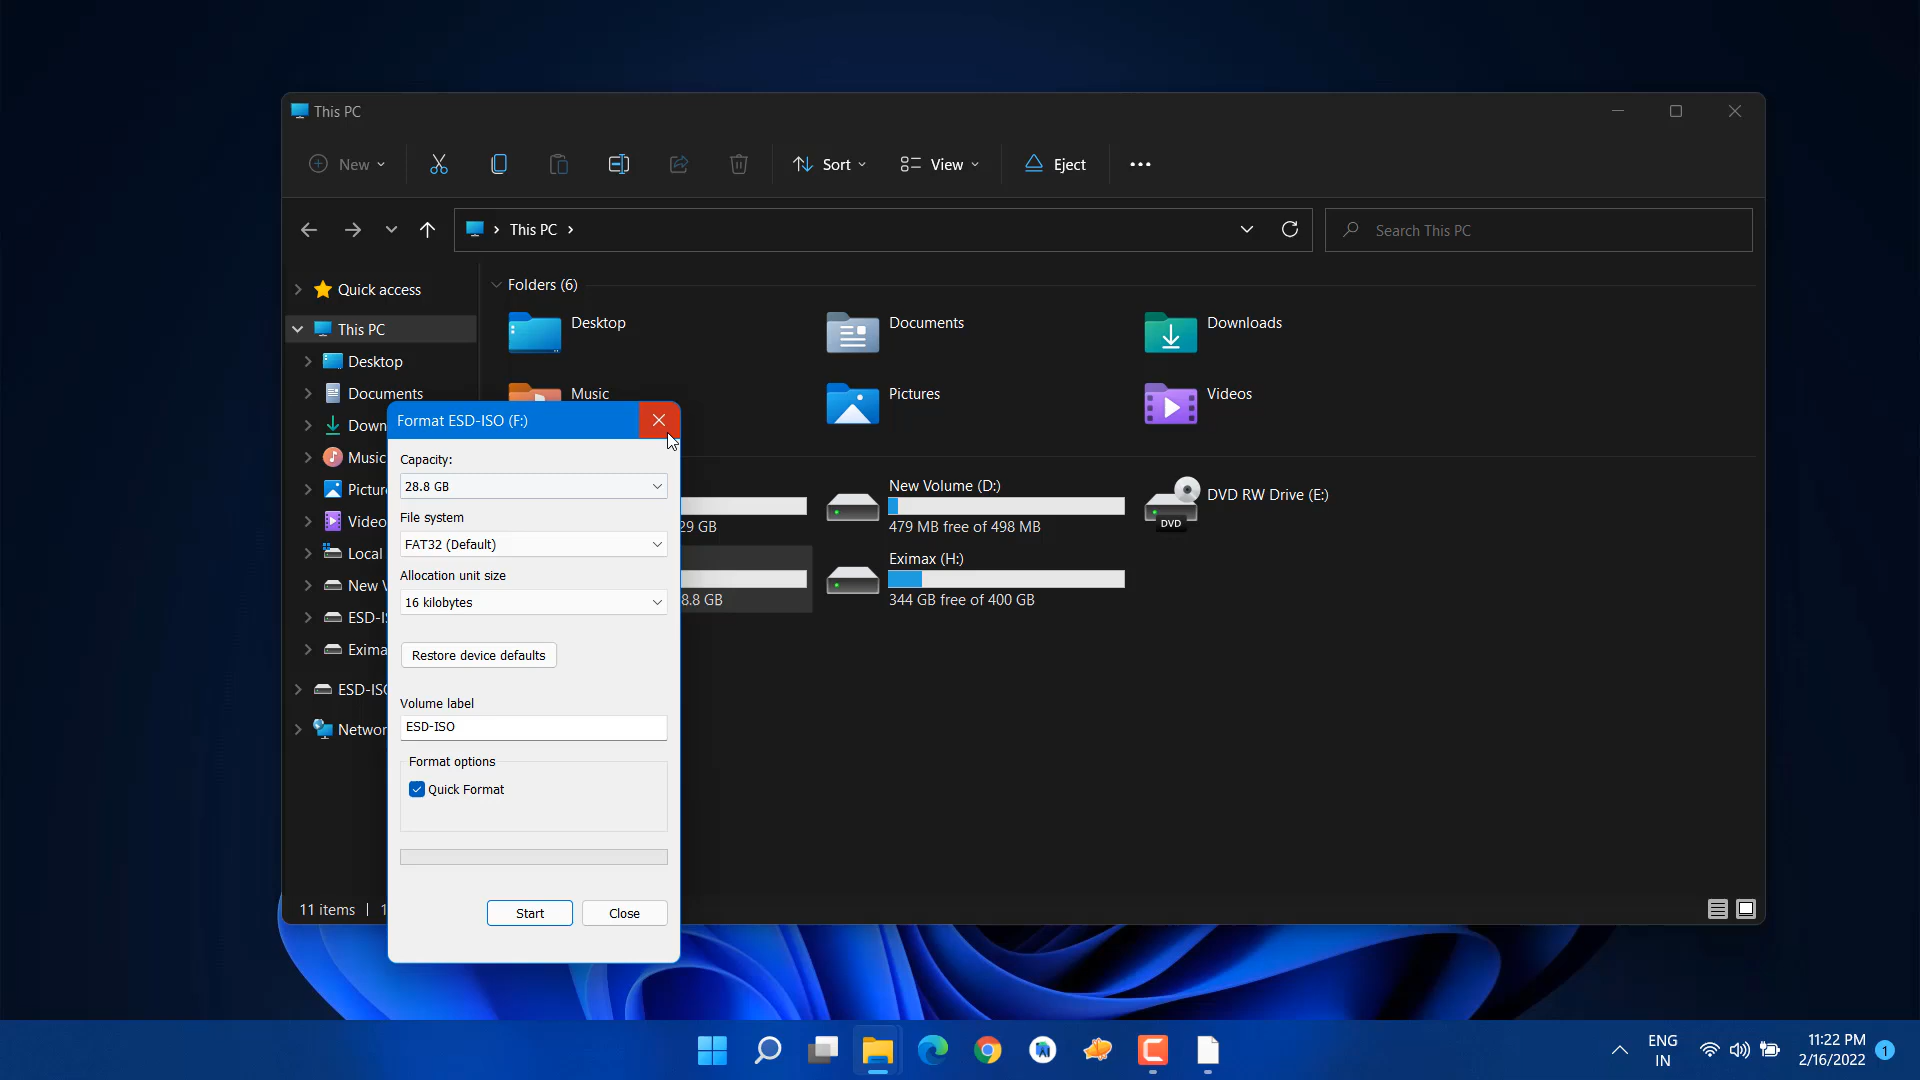 This PC
New
Sort
View
Eject
This PC
Search This PC
Quick access
This PC
Desktop
Documents
Down
Music
Pictur
Video
Local
New V
ESD-IS
Exima
ESD-ISO
Networ
Folders (6)
Desktop
Documents
Downloads
Music
Pictures
Videos
29 GB
New Volume (D:)
479 MB free of 498 MB
DVD RW Drive (E:)
DVD
8.8 GB
Eximax (H:)
344 GB free of 400 GB
Format ESD-ISO (F:)
Capacity:
28.8 GB
File system
FAT32 (Default)
Allocation unit size
16 kilobytes
Restore device defaults
Volume label
ESD-ISO
Format options
Quick Format
Start
Close
11 items
1
ENG
IN
11:22 PM
2/16/2022
1